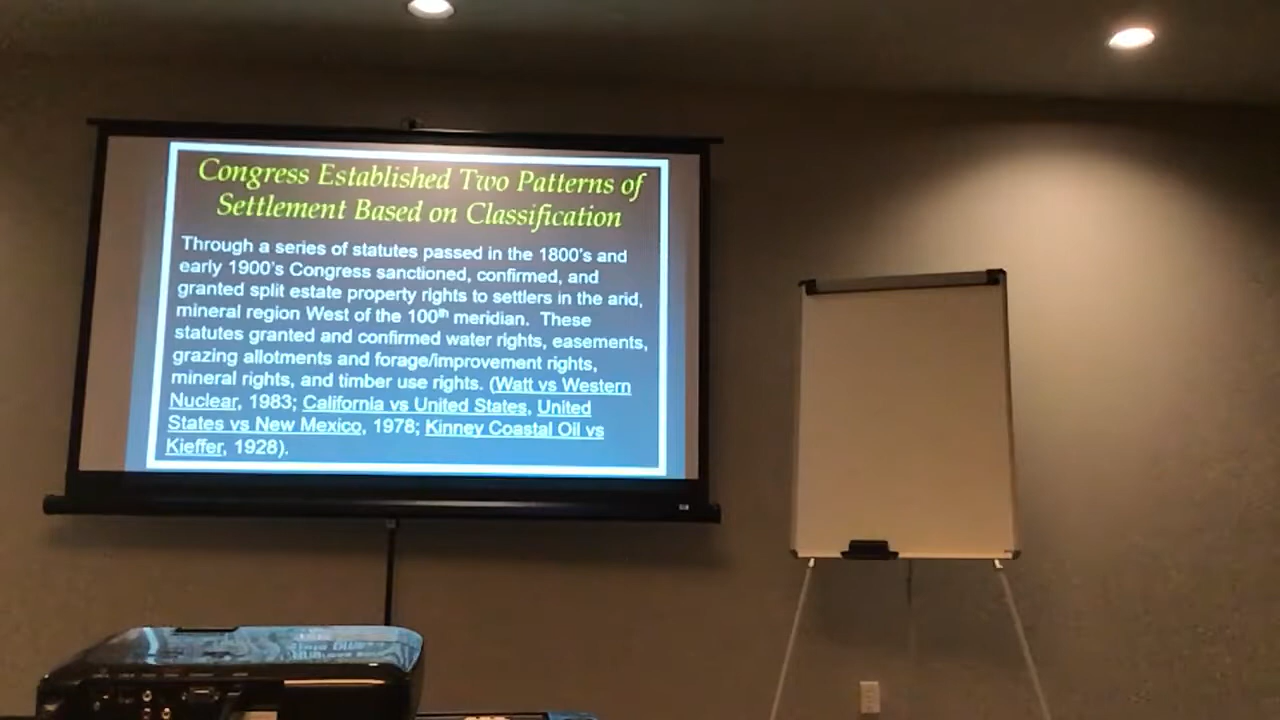 Congress Established Two Patterns of
Settlement Based on Classification
Through a series of statutes passed in the 1800's and
early 1900's Congress sanctioned, confirmed, and
granted split estate property rights to settlers in the arid,
mineral region West of the 100th meridian. These
statutes granted and confirmed water rights, easements,
grazing allotments and forage/improvement rights,
mineral rights, and timber use rights. (Watt vs Western
Nuclear, 1983; California vs United States, United
States vs New Mexico, 1978; Kinney Coastal Oil vs
Kieffer, 1928).